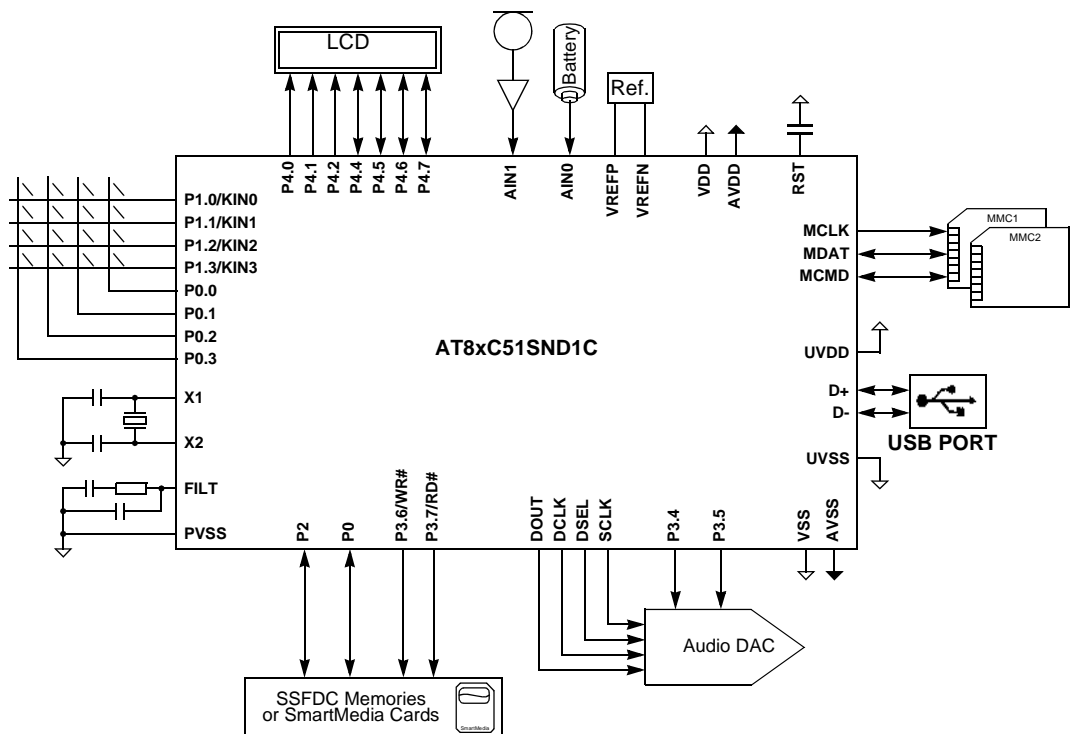 LCD
Battery
Ref.
P4.0
P4.1
P4.2
P4.4
P4.5
P4.6
P4.7
AIN1
AIN0
VREFP
VREFN
VDD
AVDD
RST
P1.0/KIN0
P1.1/KIN1
P1.2/KIN2
P1.3/KIN3
P0.0
P0.1
P0.2
P0.3
X1
X2
FILT
PVSS
AT8xC51SND1C
MCLK
MDAT
MCMD
MMC1
MMC2
UVDD
D+
D-
USB PORT
UVSS
P2
P0
P3.6/WR#
P3.7/RD#
DOUT
DCLK
DSEL
SCLK
P3.4
P3.5
VSS
AVSS
Audio DAC
SSFDC Memories
or SmartMedia Cards
SmartMedia